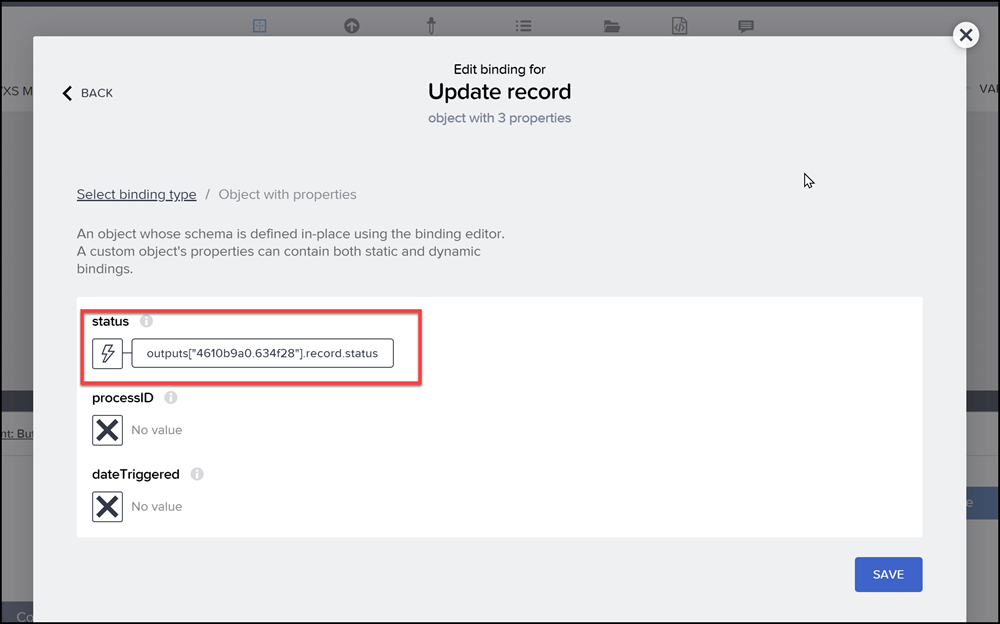 Edit binding for
BACK
Update record
object with 3 properties
Select binding type / Object with properties
An object whose schema is defined in-place using the binding editor.
A custom object's properties can contain both static and dynamic
bindings.
status
outputs["4610b9a0.634f28"].record.status
processID
No value
dateTriggered
No value
SAVE
XS M
VAR
nt: But
e
Co